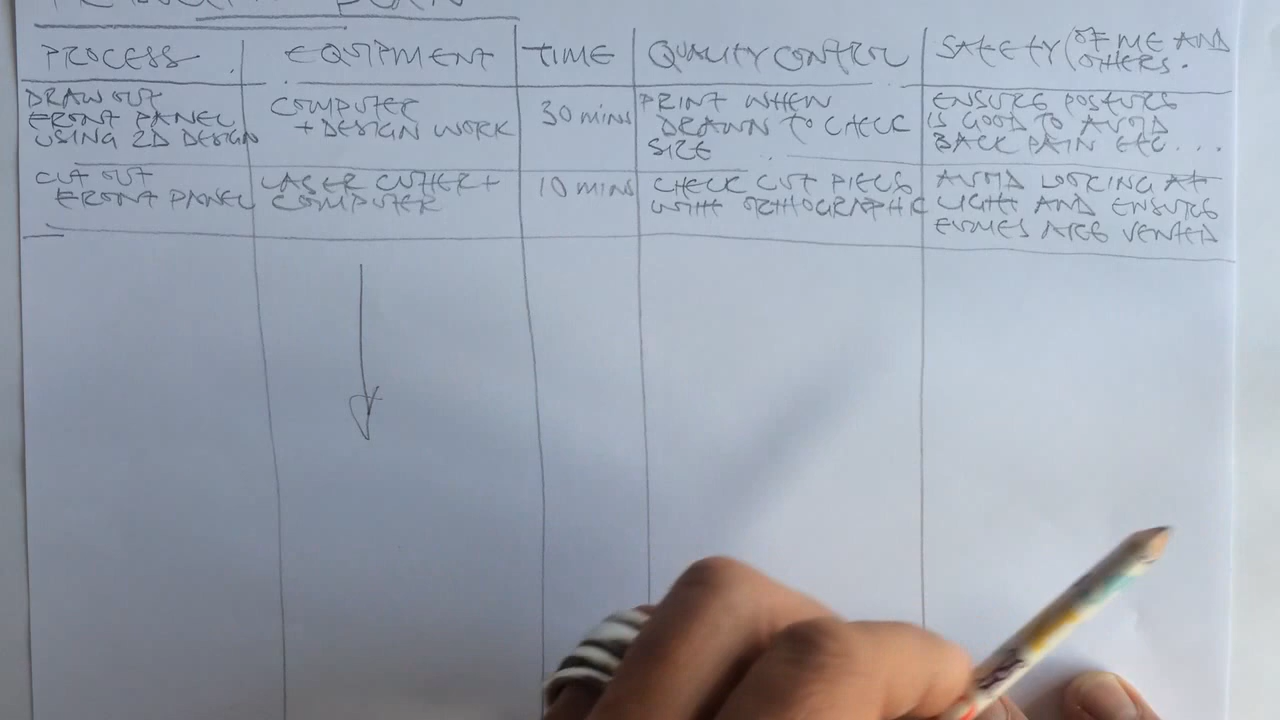 PROCESS
EQUIPMENT
TIME
QUALITY CONTROL
SAFETY (OF ME AND
OTHERS.
DRAW OUT
FRONT PANEL
USING 2D DESIGN
COMPUTER
+ DESIGN WORK
30 MINS
PRINT WHEN
DRAWN TO CHECK
SIZE
ENSURE POSTURE
IS GOOD TO AVOID
BACK PAIN ETC...
CUT OUT
FRONT PANEL
LASER CUTTER +
COMPUTER
10 MINS
CHECK CUT PIECE
WITH ORTHOGRAPHIC
AVOID LOOKING AT
LIGHT AND ENSURE
FUMES ARE VENTED